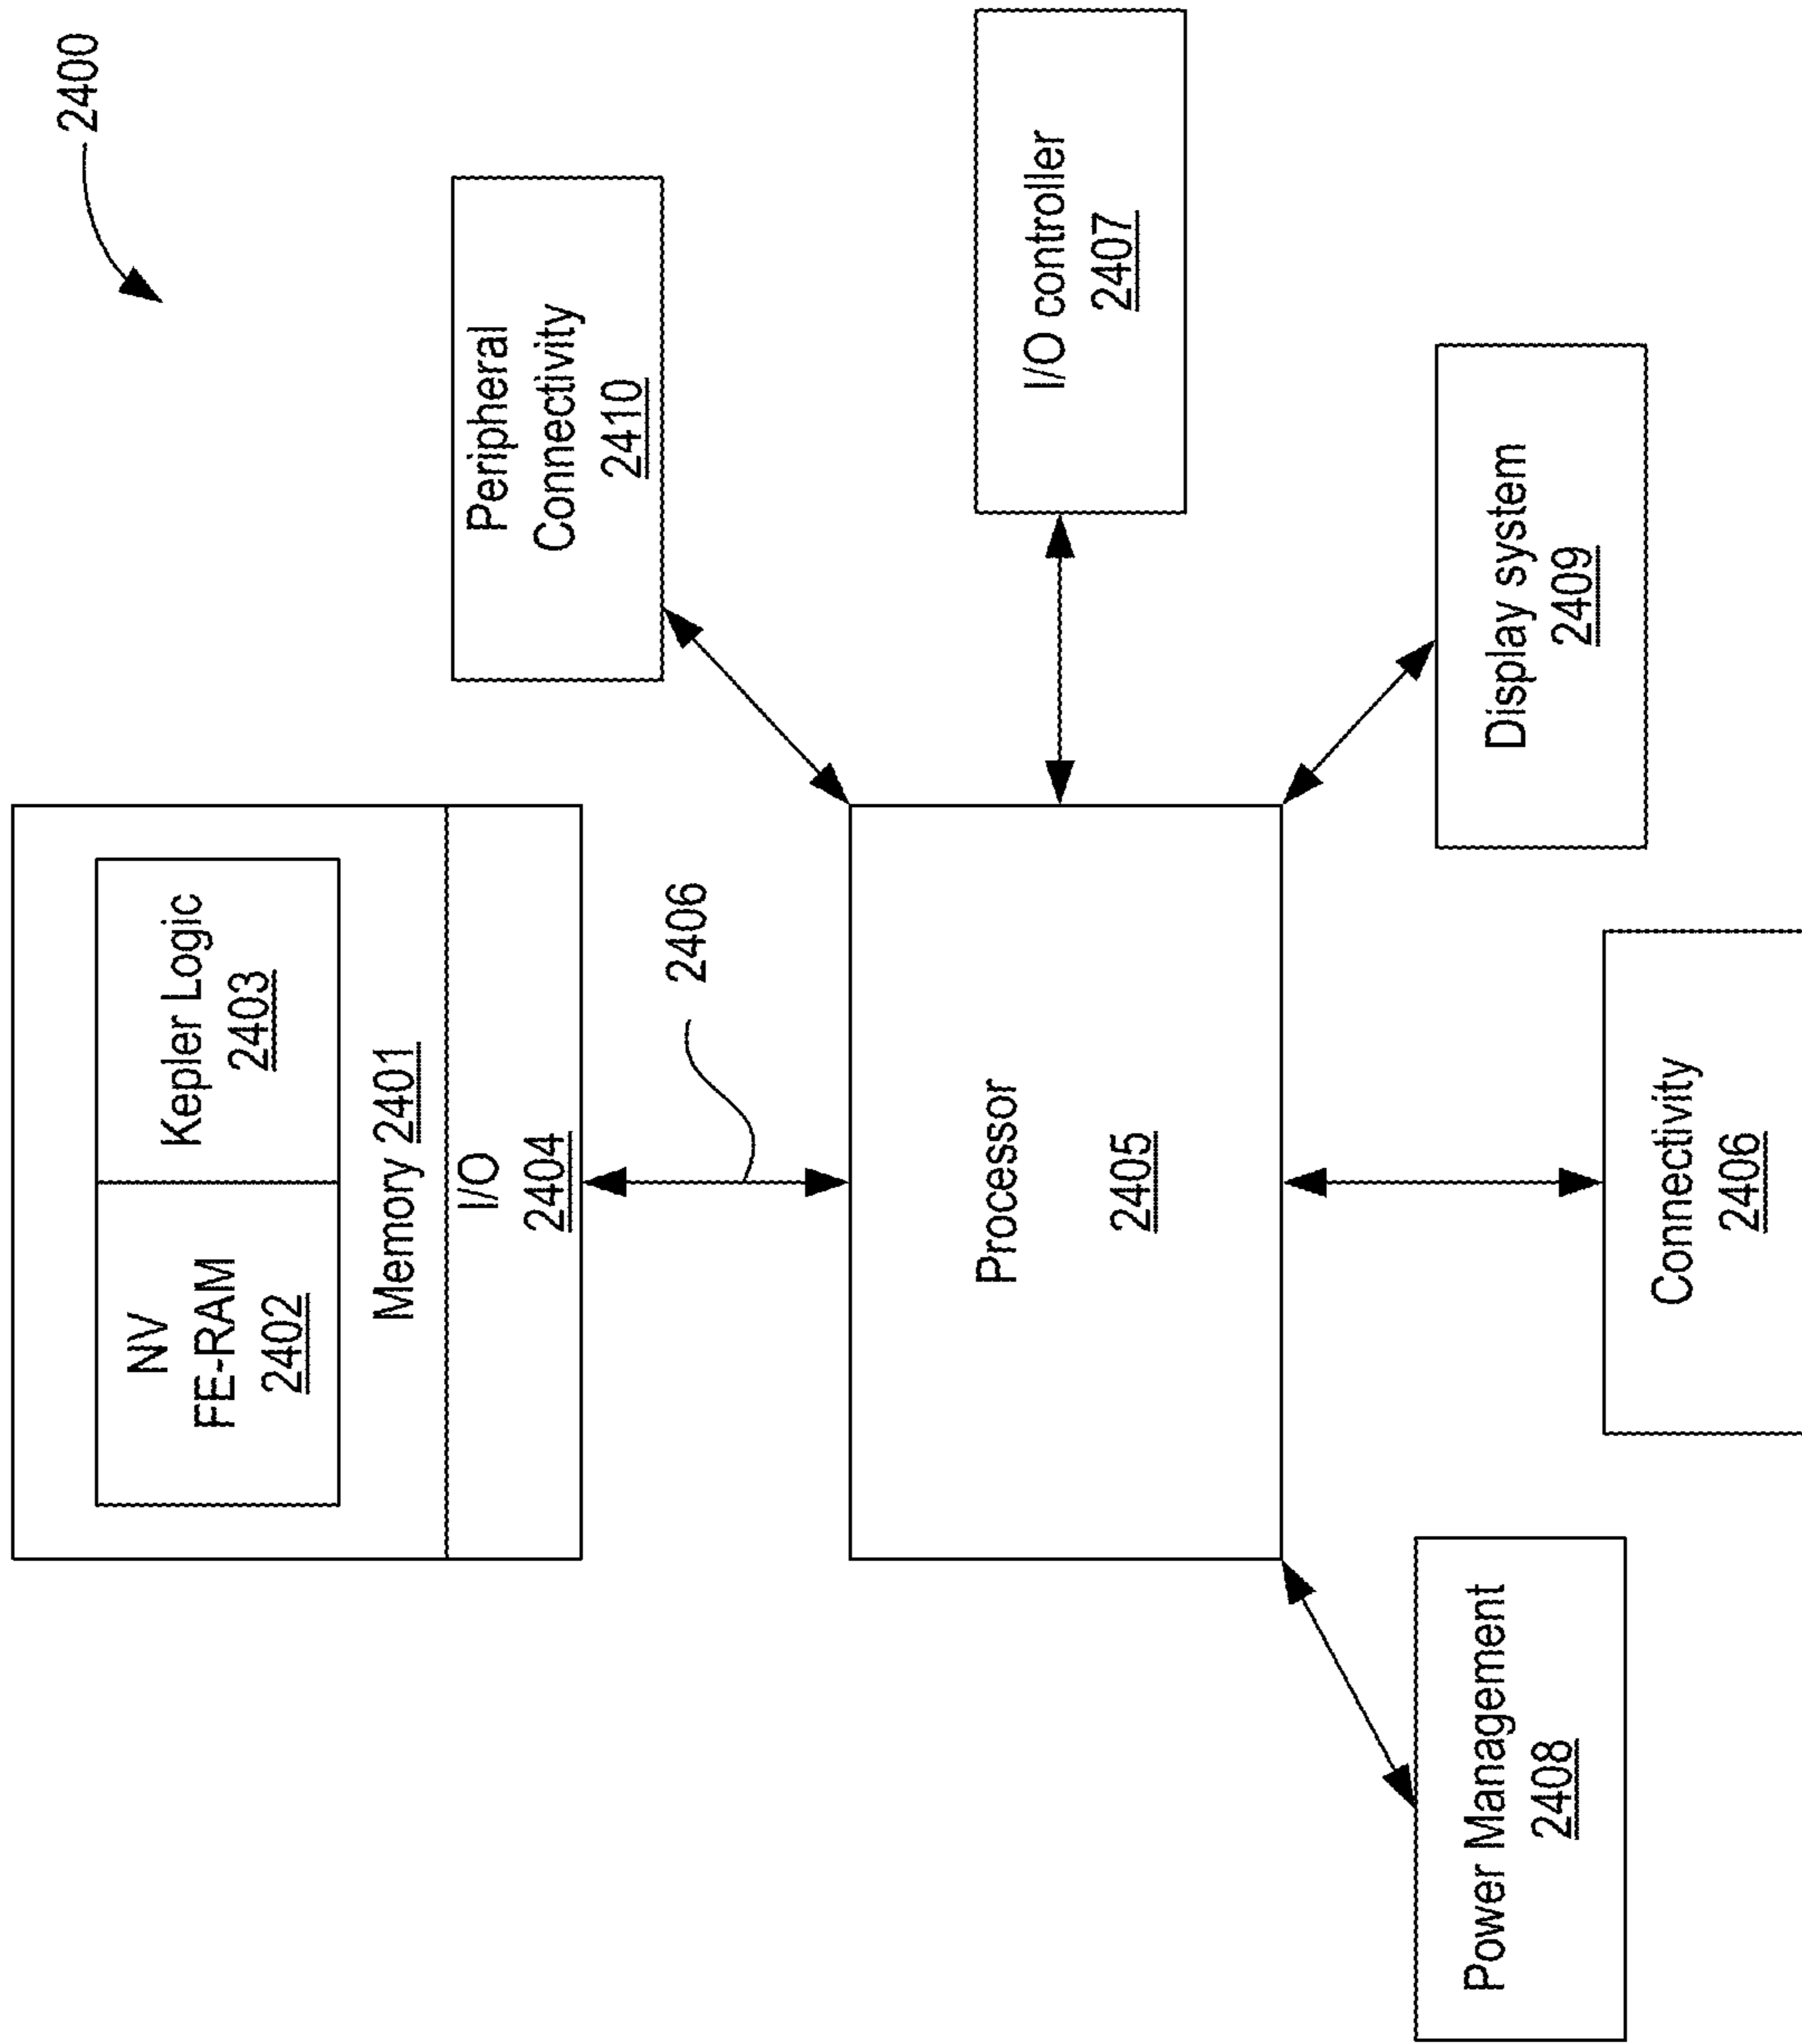 2400
NV
FE-RAM
2402
Kepler Logic
2403
Memory 2401
I/O
2404
2406
Peripheral
Connectivity
2410
Processor
2405
I/O controller
2407
Display system
2409
Power Management
2408
Connectivity
2406